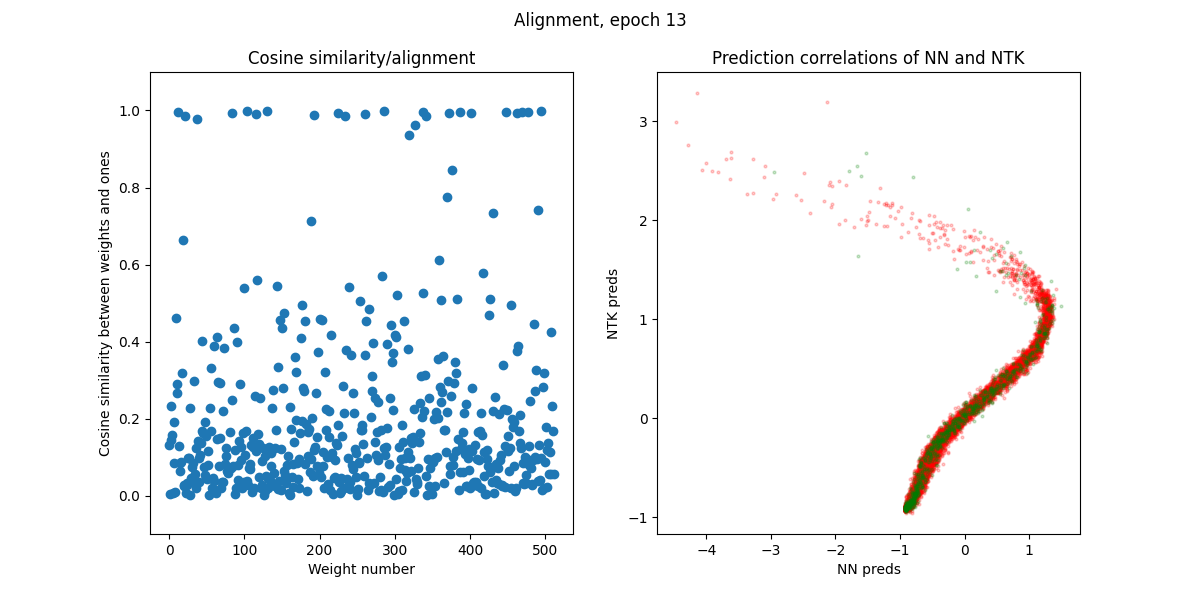 Alignment, epoch 13
Cosine similarity/alignment
Cosine similarity between weights and ones
1.0
0.8
0.6
0.4
0.2
0.0
0 100 200 300 400 500
Weight number
Prediction correlations of NN and NTK
NTK preds
3
2
1
0
−1
−4 −3 −2 −1 0 1
NN preds